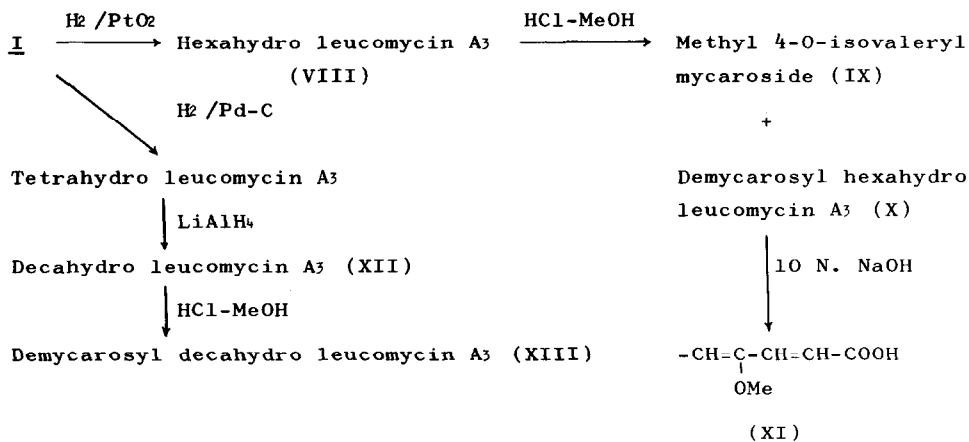 H2 /PtO2 HCl-MeOH
I Hexahydro leucomycin A3 Methyl 4-O-isovaleryl
(VIII) mycaroside (IX)
H2 /Pd-C +
Tetrahydro leucomycin A3 Demycarosyl hexahydro
LiAlH4 leucomycin A3 (X)
Decahydro leucomycin A3 (XII) 10 N. NaOH
HCl-MeOH
Demycarosyl decahydro leucomycin A3 (XIII) -CH=C-CH=CH-COOH
OMe
(XI)